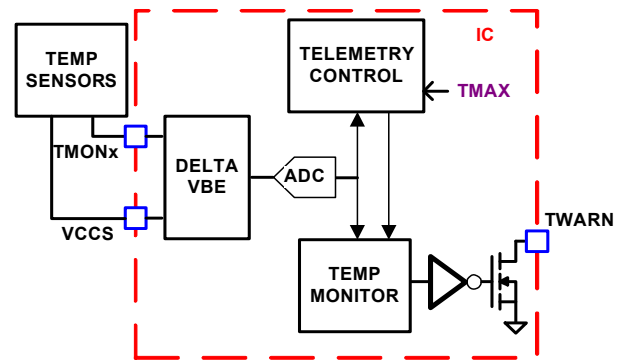 TEMP
SENSORS
TELEMETRY
CONTROL
IC
TMAX
TMONx
DELTA
VBE
ADC
VCCS
TWARN
TEMP
MONITOR